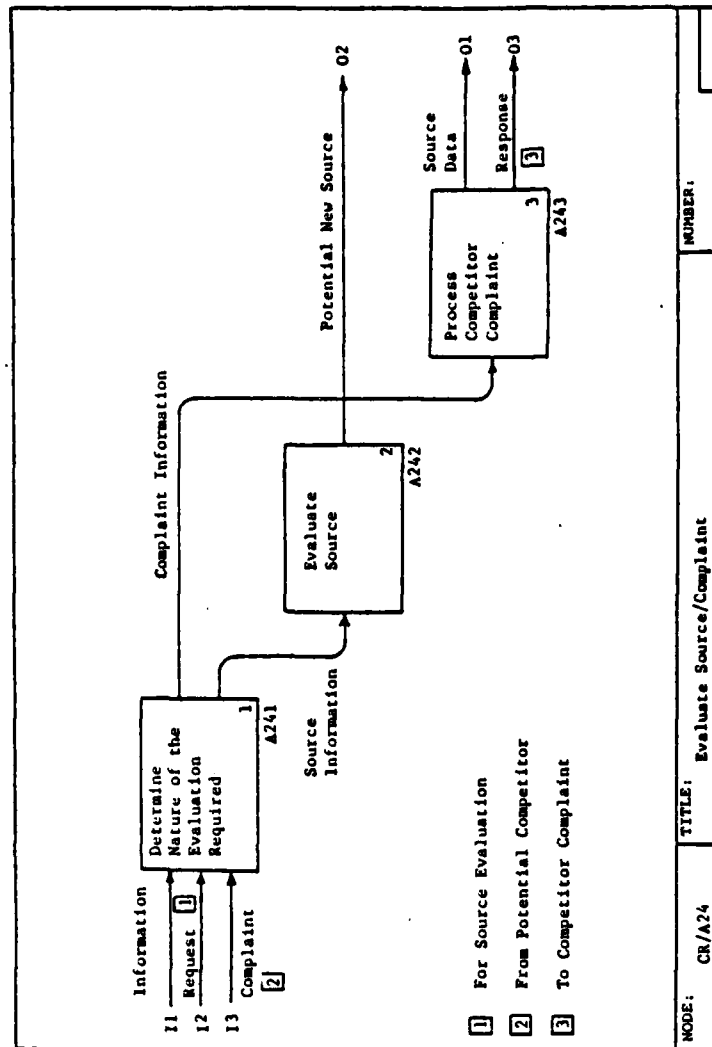 Information
I1
Request 1
I2
I3
Complaint
2
Determine
Nature of the
Evaluation
Required
1
A241
Complaint Information
Source
Information
Evaluate
Source
2
A242
Potential New Source
O2
Process
Competitor
Complaint
3
A243
Source
Data
O1
Response
3
O3
1 For Source Evaluation
2 From Potential Competitor
3 To Competitor Complaint
NODE: CR/A24
TITLE: Evaluate Source/Complaint
NUMBER: